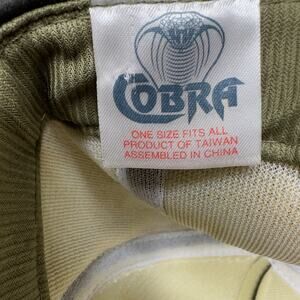 COBRA
ONE SIZE FITS ALL
PRODUCT OF TAIWAN
ASSEMBLED IN CHINA